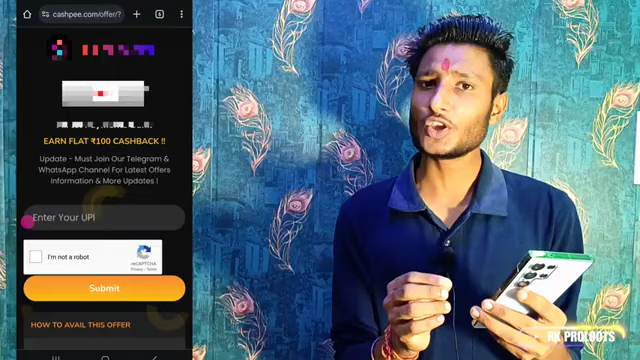 cashpee.com/offer/?
EARN FLAT ₹100 CASHBACK !!
Update - Must Join Our Telegram &
WhatsApp Channel For Latest Offers
Information & More Updates !
Enter Your UPI
I'm not a robot
reCAPTCHA
Privacy - Terms
Submit
HOW TO AVAIL THIS OFFER
RK PROLOOTS